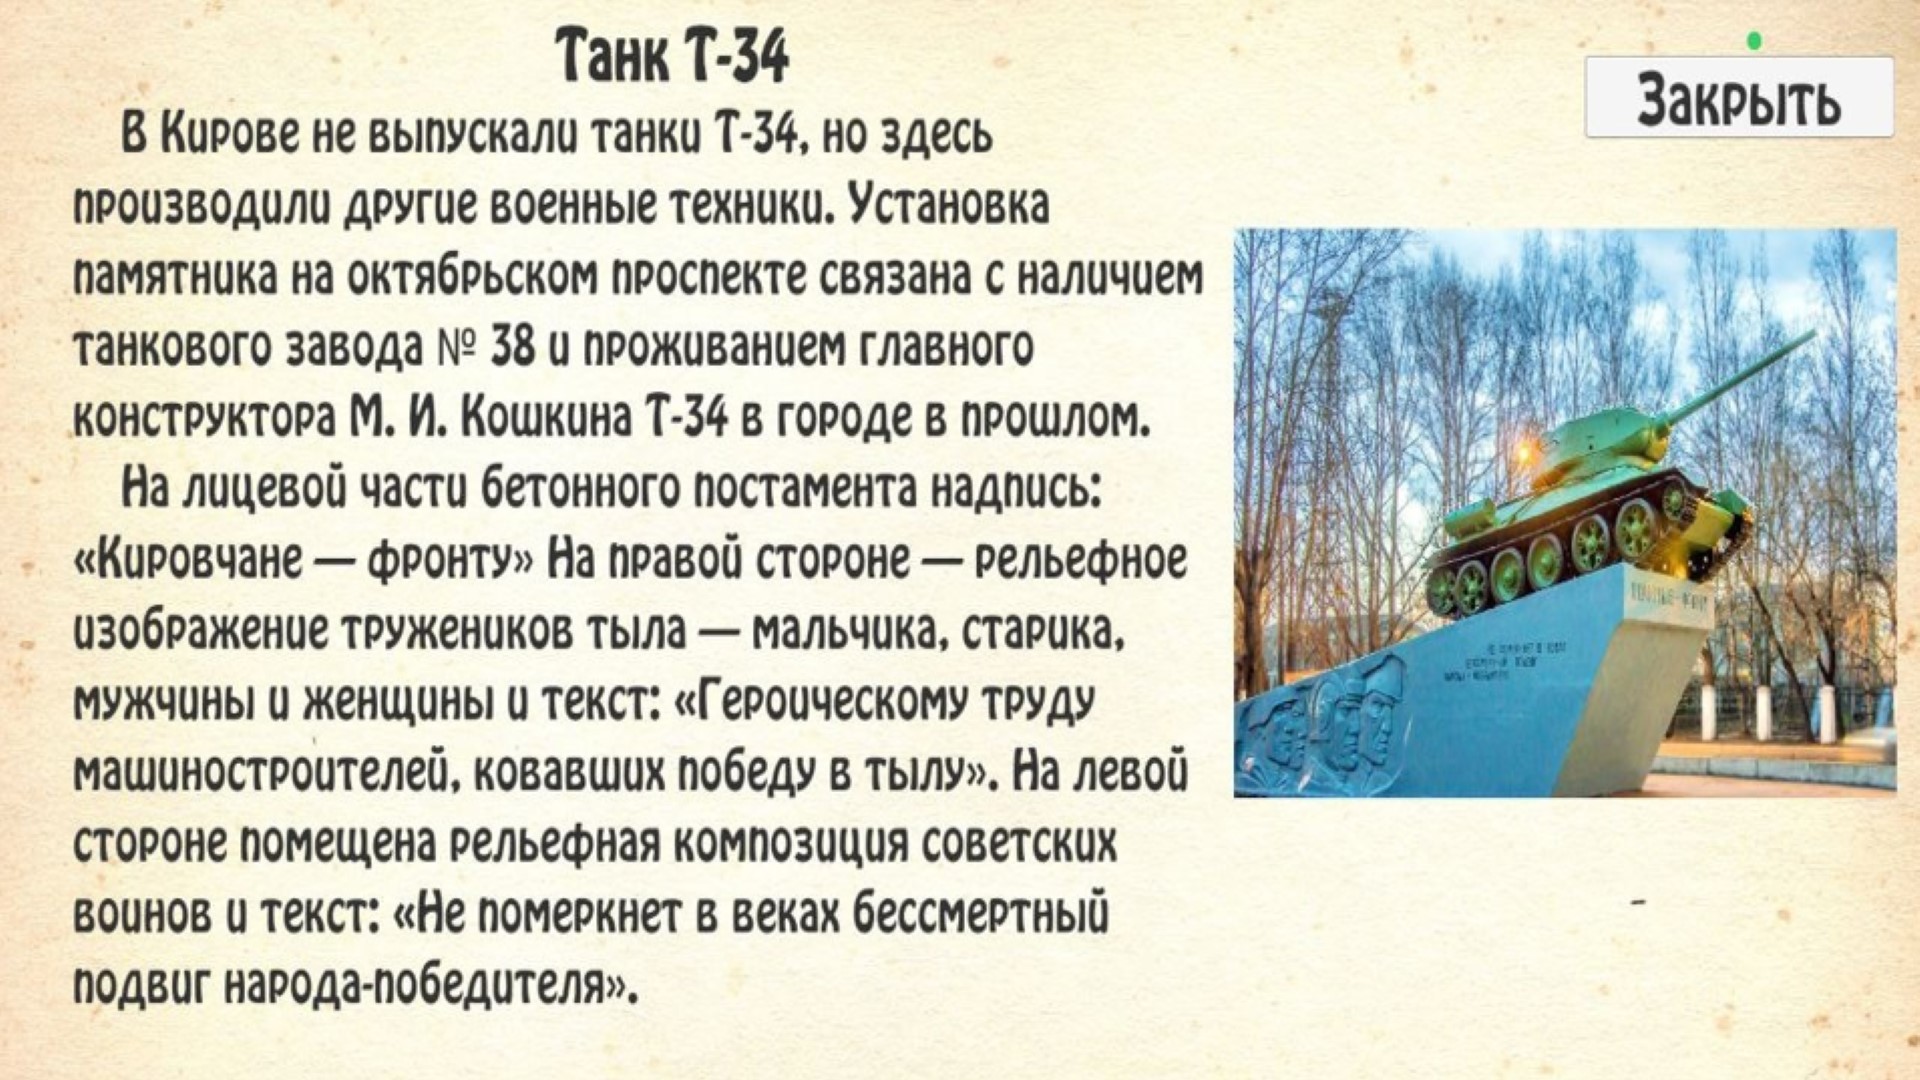 Танк Т-34
Закрыть
В Кирове не выпускали танки Т-34, но здесь
производили другие военные техники. Установка
памятника на октябрьском проспекте связана с наличием
танкового завода № 38 и проживанием главного
конструктора М. И. Кошкина Т-34 в городе в прошлом.
На лицевой части бетонного постамента надпись:
«Кировчане — фронту» На правой стороне — рельефное
изображение тружеников тыла — мальчика, старика,
мужчины и женщины и текст: «Героическому труду
машиностроителей, ковавших победу в тылу». На левой
стороне помещена рельефная композиция советских
воинов и текст: «Не померкнет в веках бессмертный
подвиг народа-победителя».